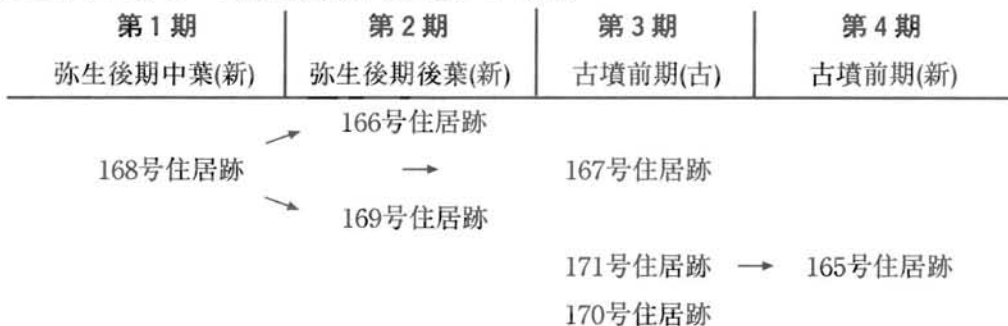 第1期 第2期 第3期 第4期
弥生後期中葉(新) 弥生後期後葉(新) 古墳前期(古) 古墳前期(新)
166号住居跡
168号住居跡 → 167号住居跡
169号住居跡
171号住居跡 → 165号住居跡
170号住居跡